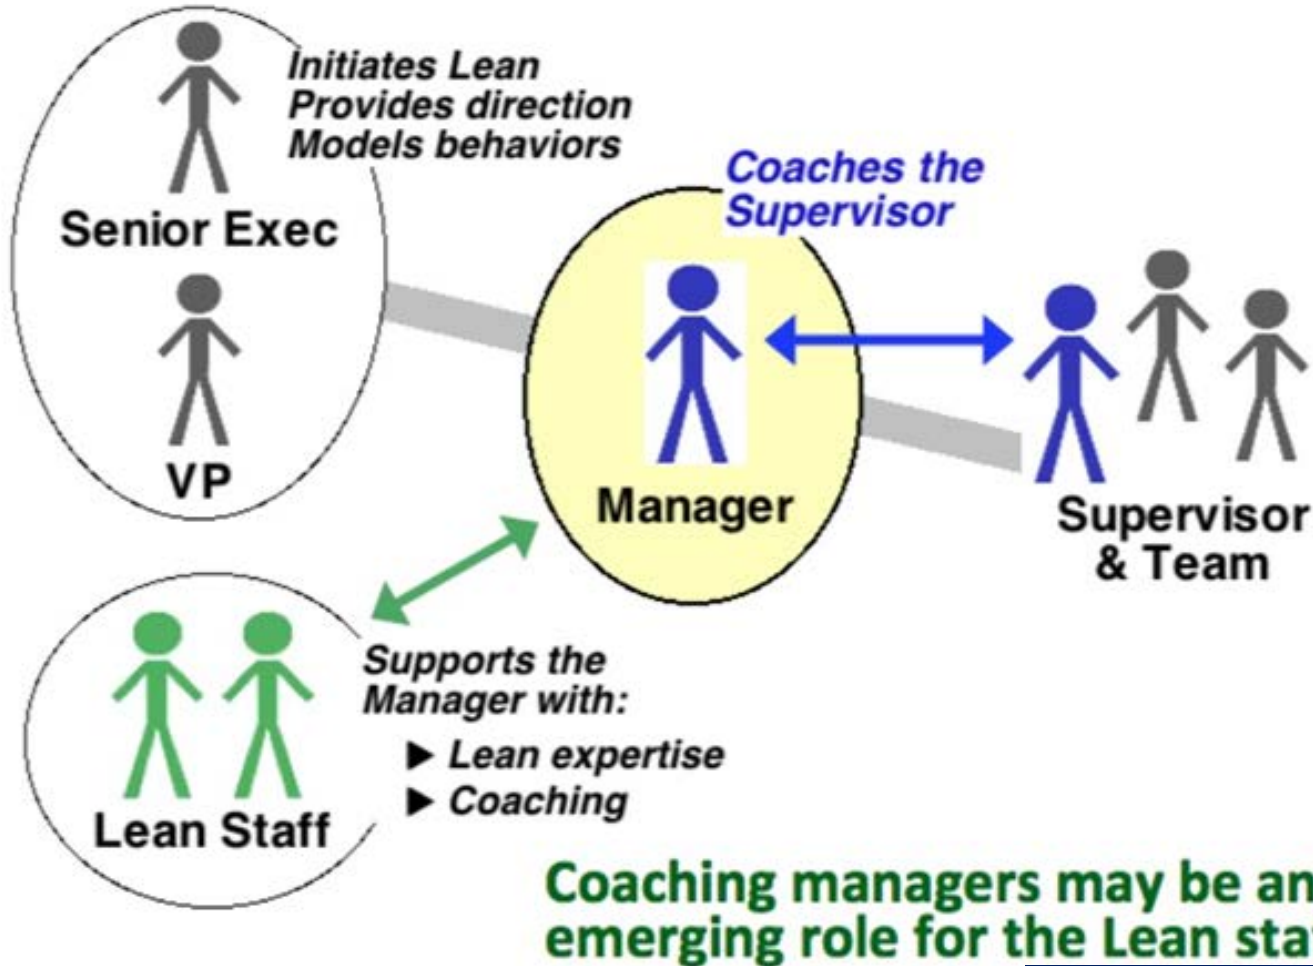 Initiates Lean
Provides direction
Models behaviors
Senior Exec
VP
Coaches the
Supervisor
Manager
Supervisor
& Team
Supports the
Manager with:
▶ Lean expertise
▶ Coaching
Lean Staff
Coaching managers may be an
emerging role for the Lean